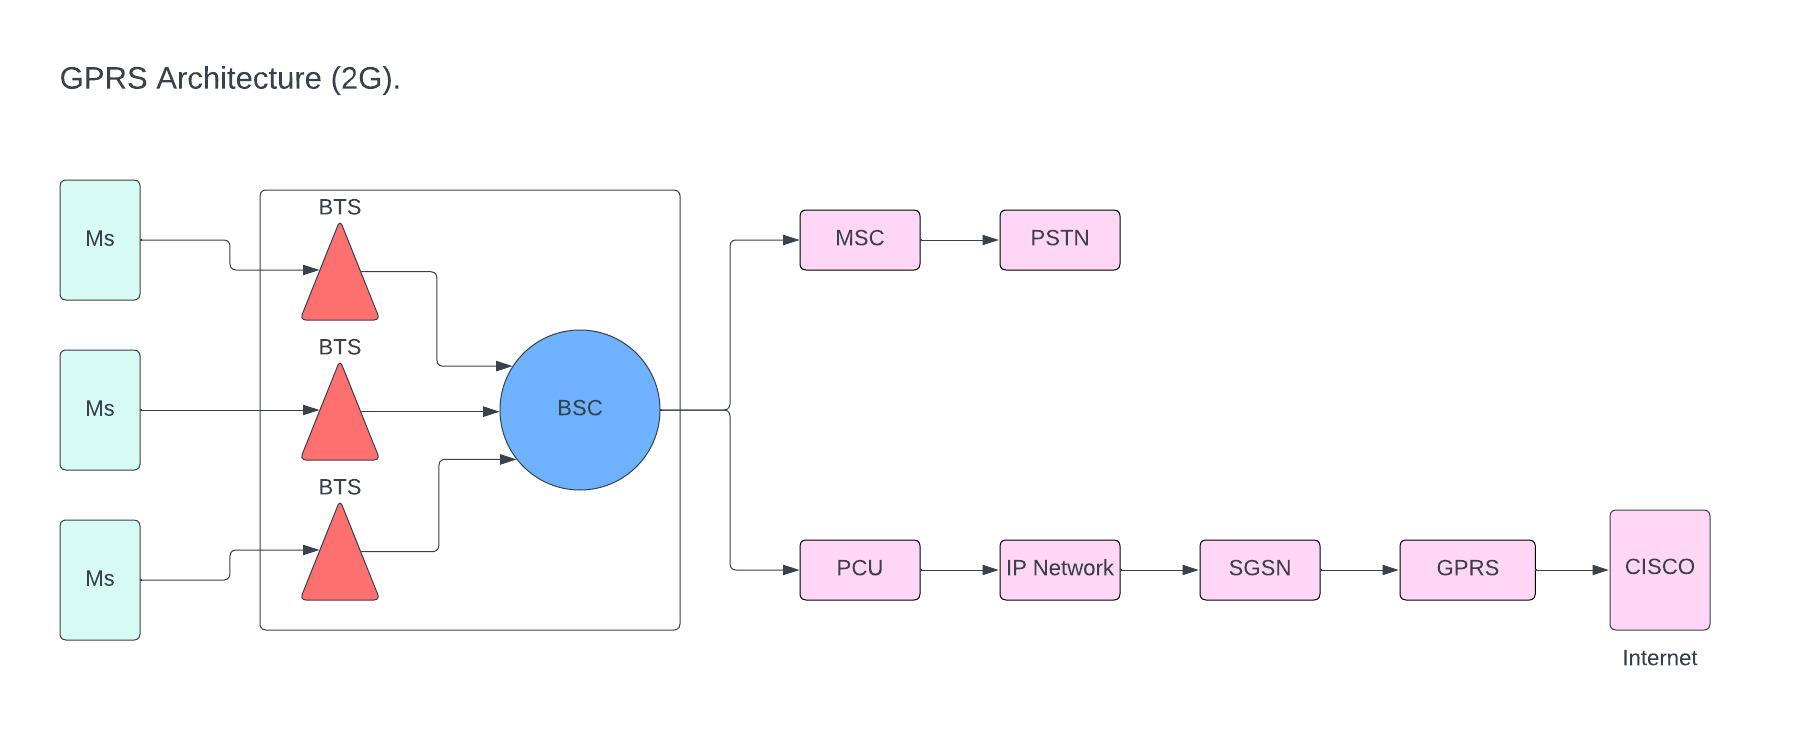 GPRS Architecture (2G).
Ms
BTS
MSC
PSTN
Ms
BTS
BSC
Ms
BTS
PCU
IP Network
SGSN
GPRS
CISCO
Internet